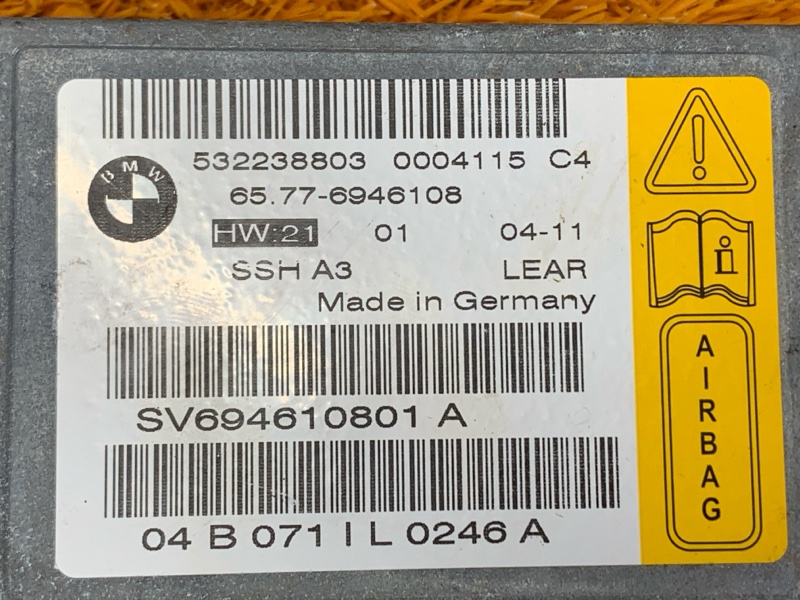 532238803 0004115 C4
BMW
65.77-6946108
HW:21 01 04-11
SSH A3 LEAR
Made in Germany
SV694610801 A
04 B 071 I L 0246 A
i
AIRBAG